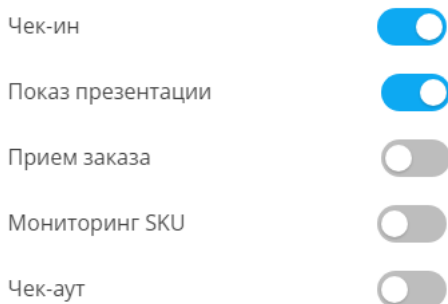 Чек-ин
Показ презентации
Прием заказа
Мониторинг SKU
Чек-аут